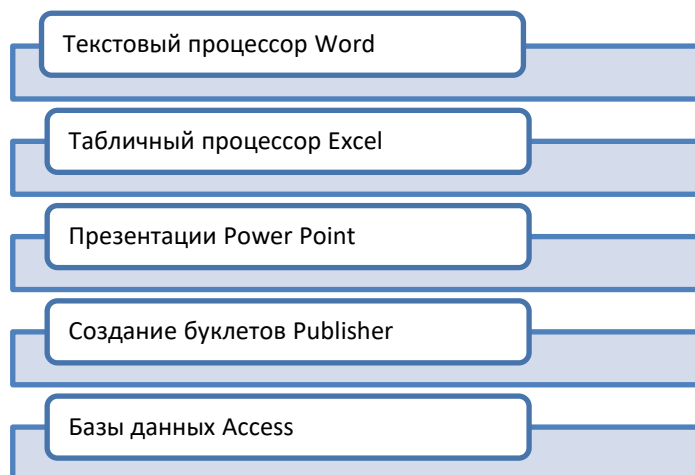 Текстовый процессор Word
Табличный процессор Excel
Презентации Power Point
Создание буклетов Publisher
Базы данных Access